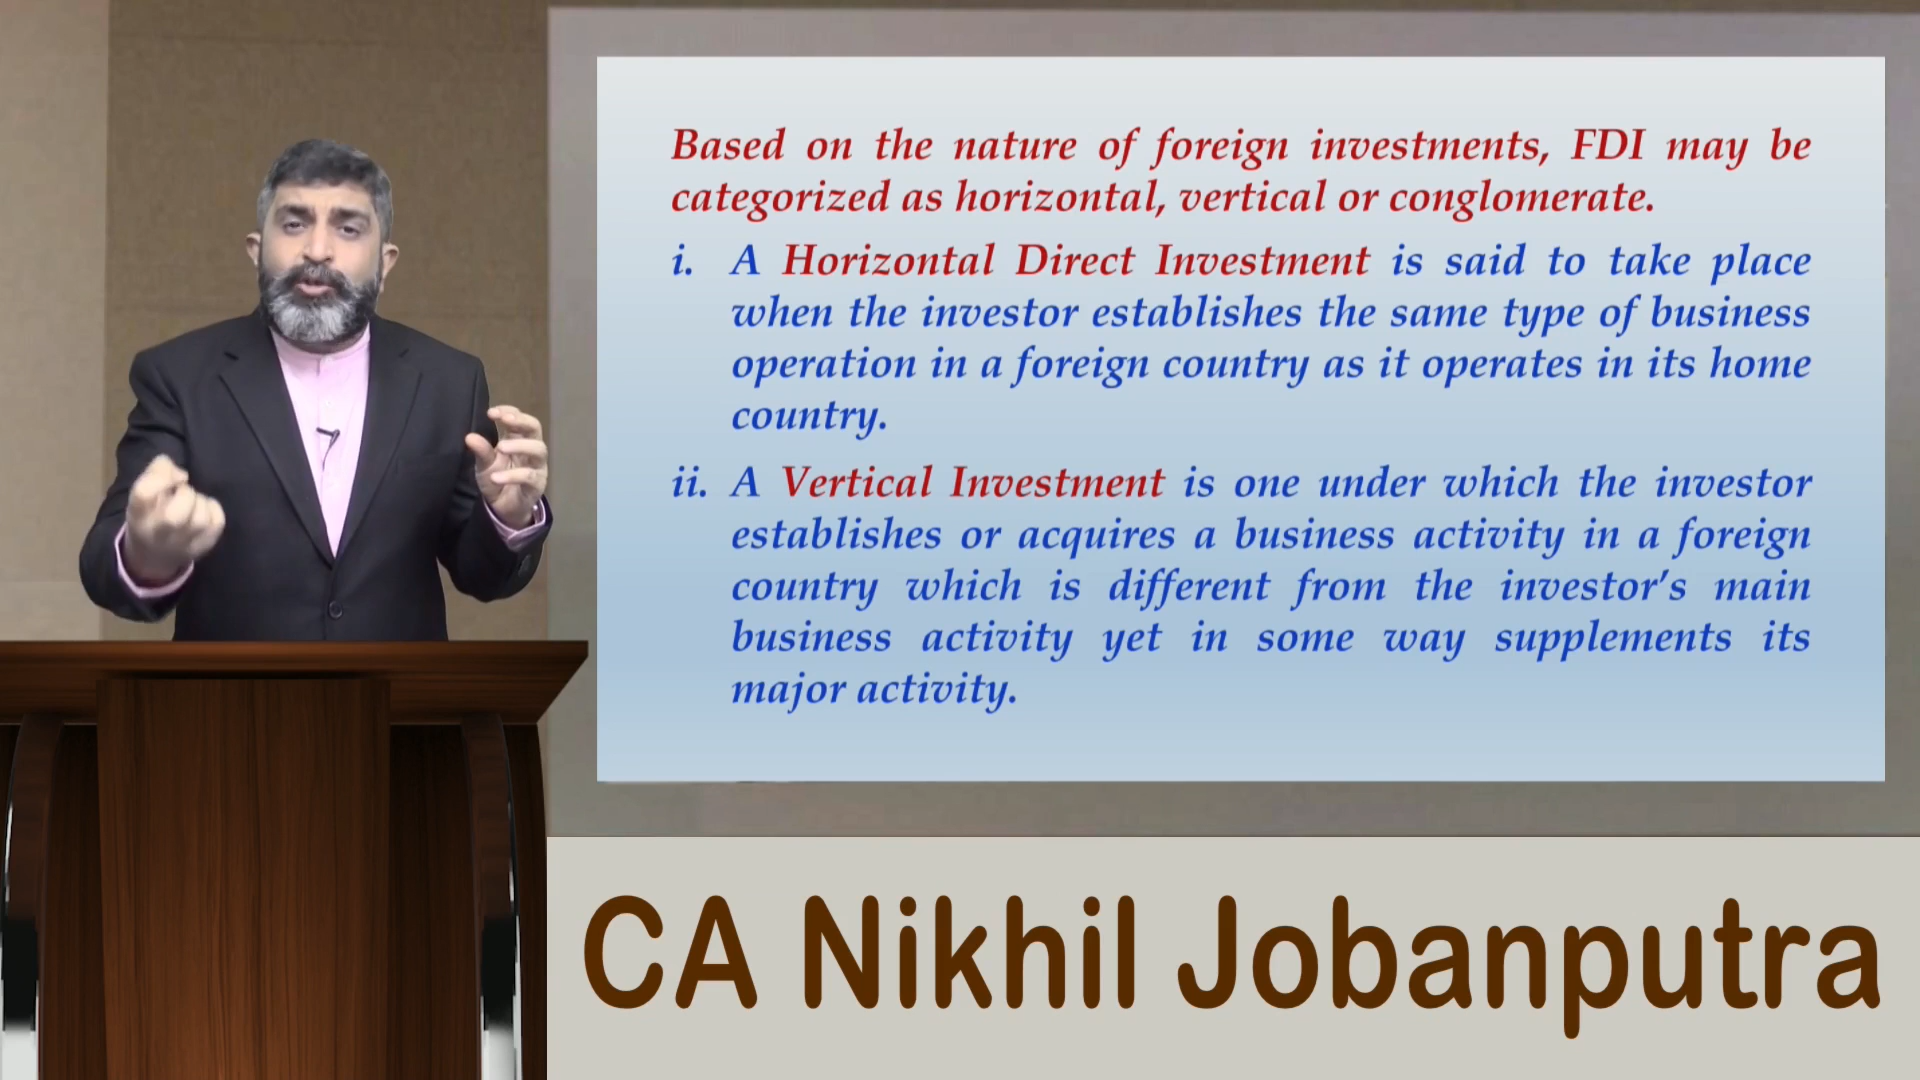 Based on the nature of foreign investments, FDI may be
categorized as horizontal, vertical or conglomerate.
i. A Horizontal Direct Investment is said to take place
when the investor establishes the same type of business
operation in a foreign country as it operates in its home
country.
ii. A Vertical Investment is one under which the investor
establishes or acquires a business activity in a foreign
country which is different from the investor's main
business activity yet in some way supplements its
major activity.
CA Nikhil Jobanputra